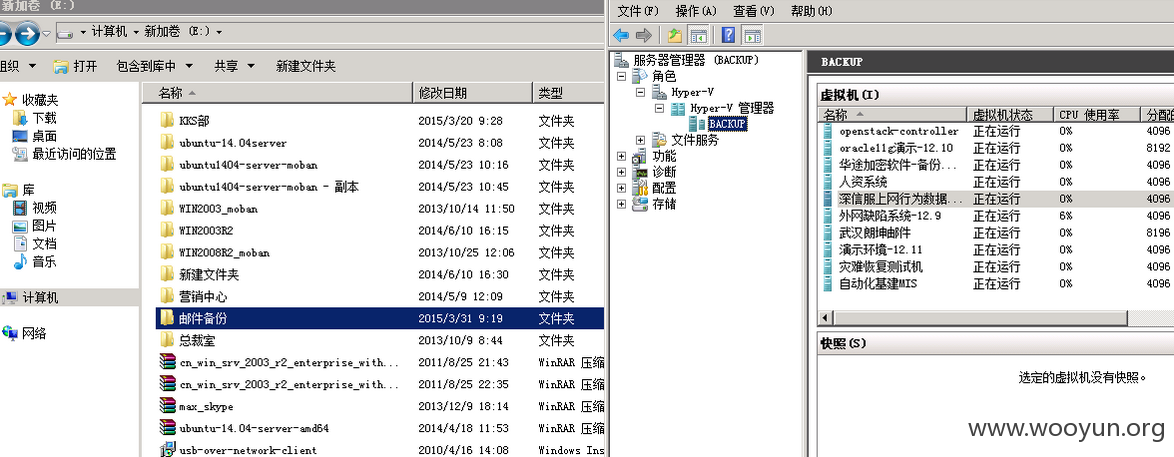 新加卷 (E:)
计算机 新加卷 (E:)
组织 打开 包含到库中 共享 新建文件夹
收藏夹
下载
桌面
最近访问的位置
库
视频
图片
文档
音乐
计算机
网络
名称 修改日期 类型
KKS部 2015/3/20 9:28 文件夹
ubuntu-14.04server 2014/5/23 8:08 文件夹
ubuntu1404-server-moban 2014/5/23 10:16 文件夹
ubuntu1404-server-moban - 副本 2014/5/23 10:45 文件夹
WIN2003_moban 2013/10/14 11:50 文件夹
WIN2003R2 2014/6/10 16:15 文件夹
WIN2008R2_moban 2013/10/25 12:06 文件夹
新建文件夹 2014/6/10 16:30 文件夹
营销中心 2014/5/9 12:09 文件夹
邮件备份 2015/3/31 9:19 文件夹
总裁室 2013/10/9 8:44 文件夹
cn_win_srv_2003_r2_enterprise_with... 2011/8/25 21:43 WinRAR 压缩
cn_win_srv_2003_r2_enterprise_with... 2011/8/25 22:35 WinRAR 压缩
max_skype 2013/12/9 18:14 WinRAR 压缩
ubuntu-14.04-server-amd64 2014/4/18 11:53 WinRAR 压缩
usb-over-network-client 2010/4/16 14:08 Windows Ins
文件(F) 操作(A) 查看(V) 帮助(H)
服务器管理器 (BACKUP)
角色
Hyper-V
Hyper-V 管理器
BACKUP
文件服务
功能
诊断
配置
存储
BACKUP
虚拟机(I)
名称 虚拟机状态 CPU 使用率 分配的
openstack-controller 正在运行 0% 4096
oracle11g演示-12.10 正在运行 0% 8192
华途加密软件-备份... 正在运行 0% 4096
人资系统 正在运行 0% 4096
深信服上网行为数据... 正在运行 0% 4096
外网缺陷系统-12.9 正在运行 6% 4096
武汉朗坤邮件 正在运行 0% 8196
演示环境-12.11 正在运行 0% 4096
灾难恢复测试机 正在运行 0% 4096
自动化基建MIS 正在运行 0% 4096
快照(S)
选定的虚拟机没有快照。
www.wooyun.org